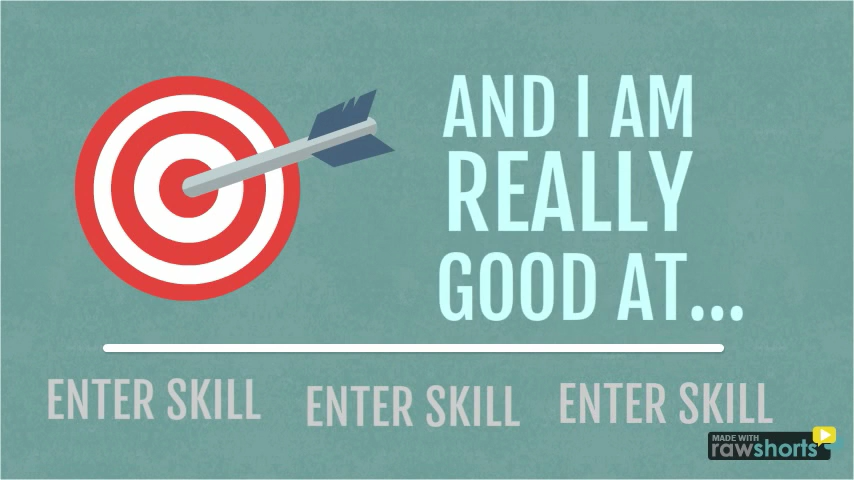 AND I AM
REALLY
GOOD AT...
ENTER SKILL
ENTER SKILL
ENTER SKILL
MADE WITH
rawshorts